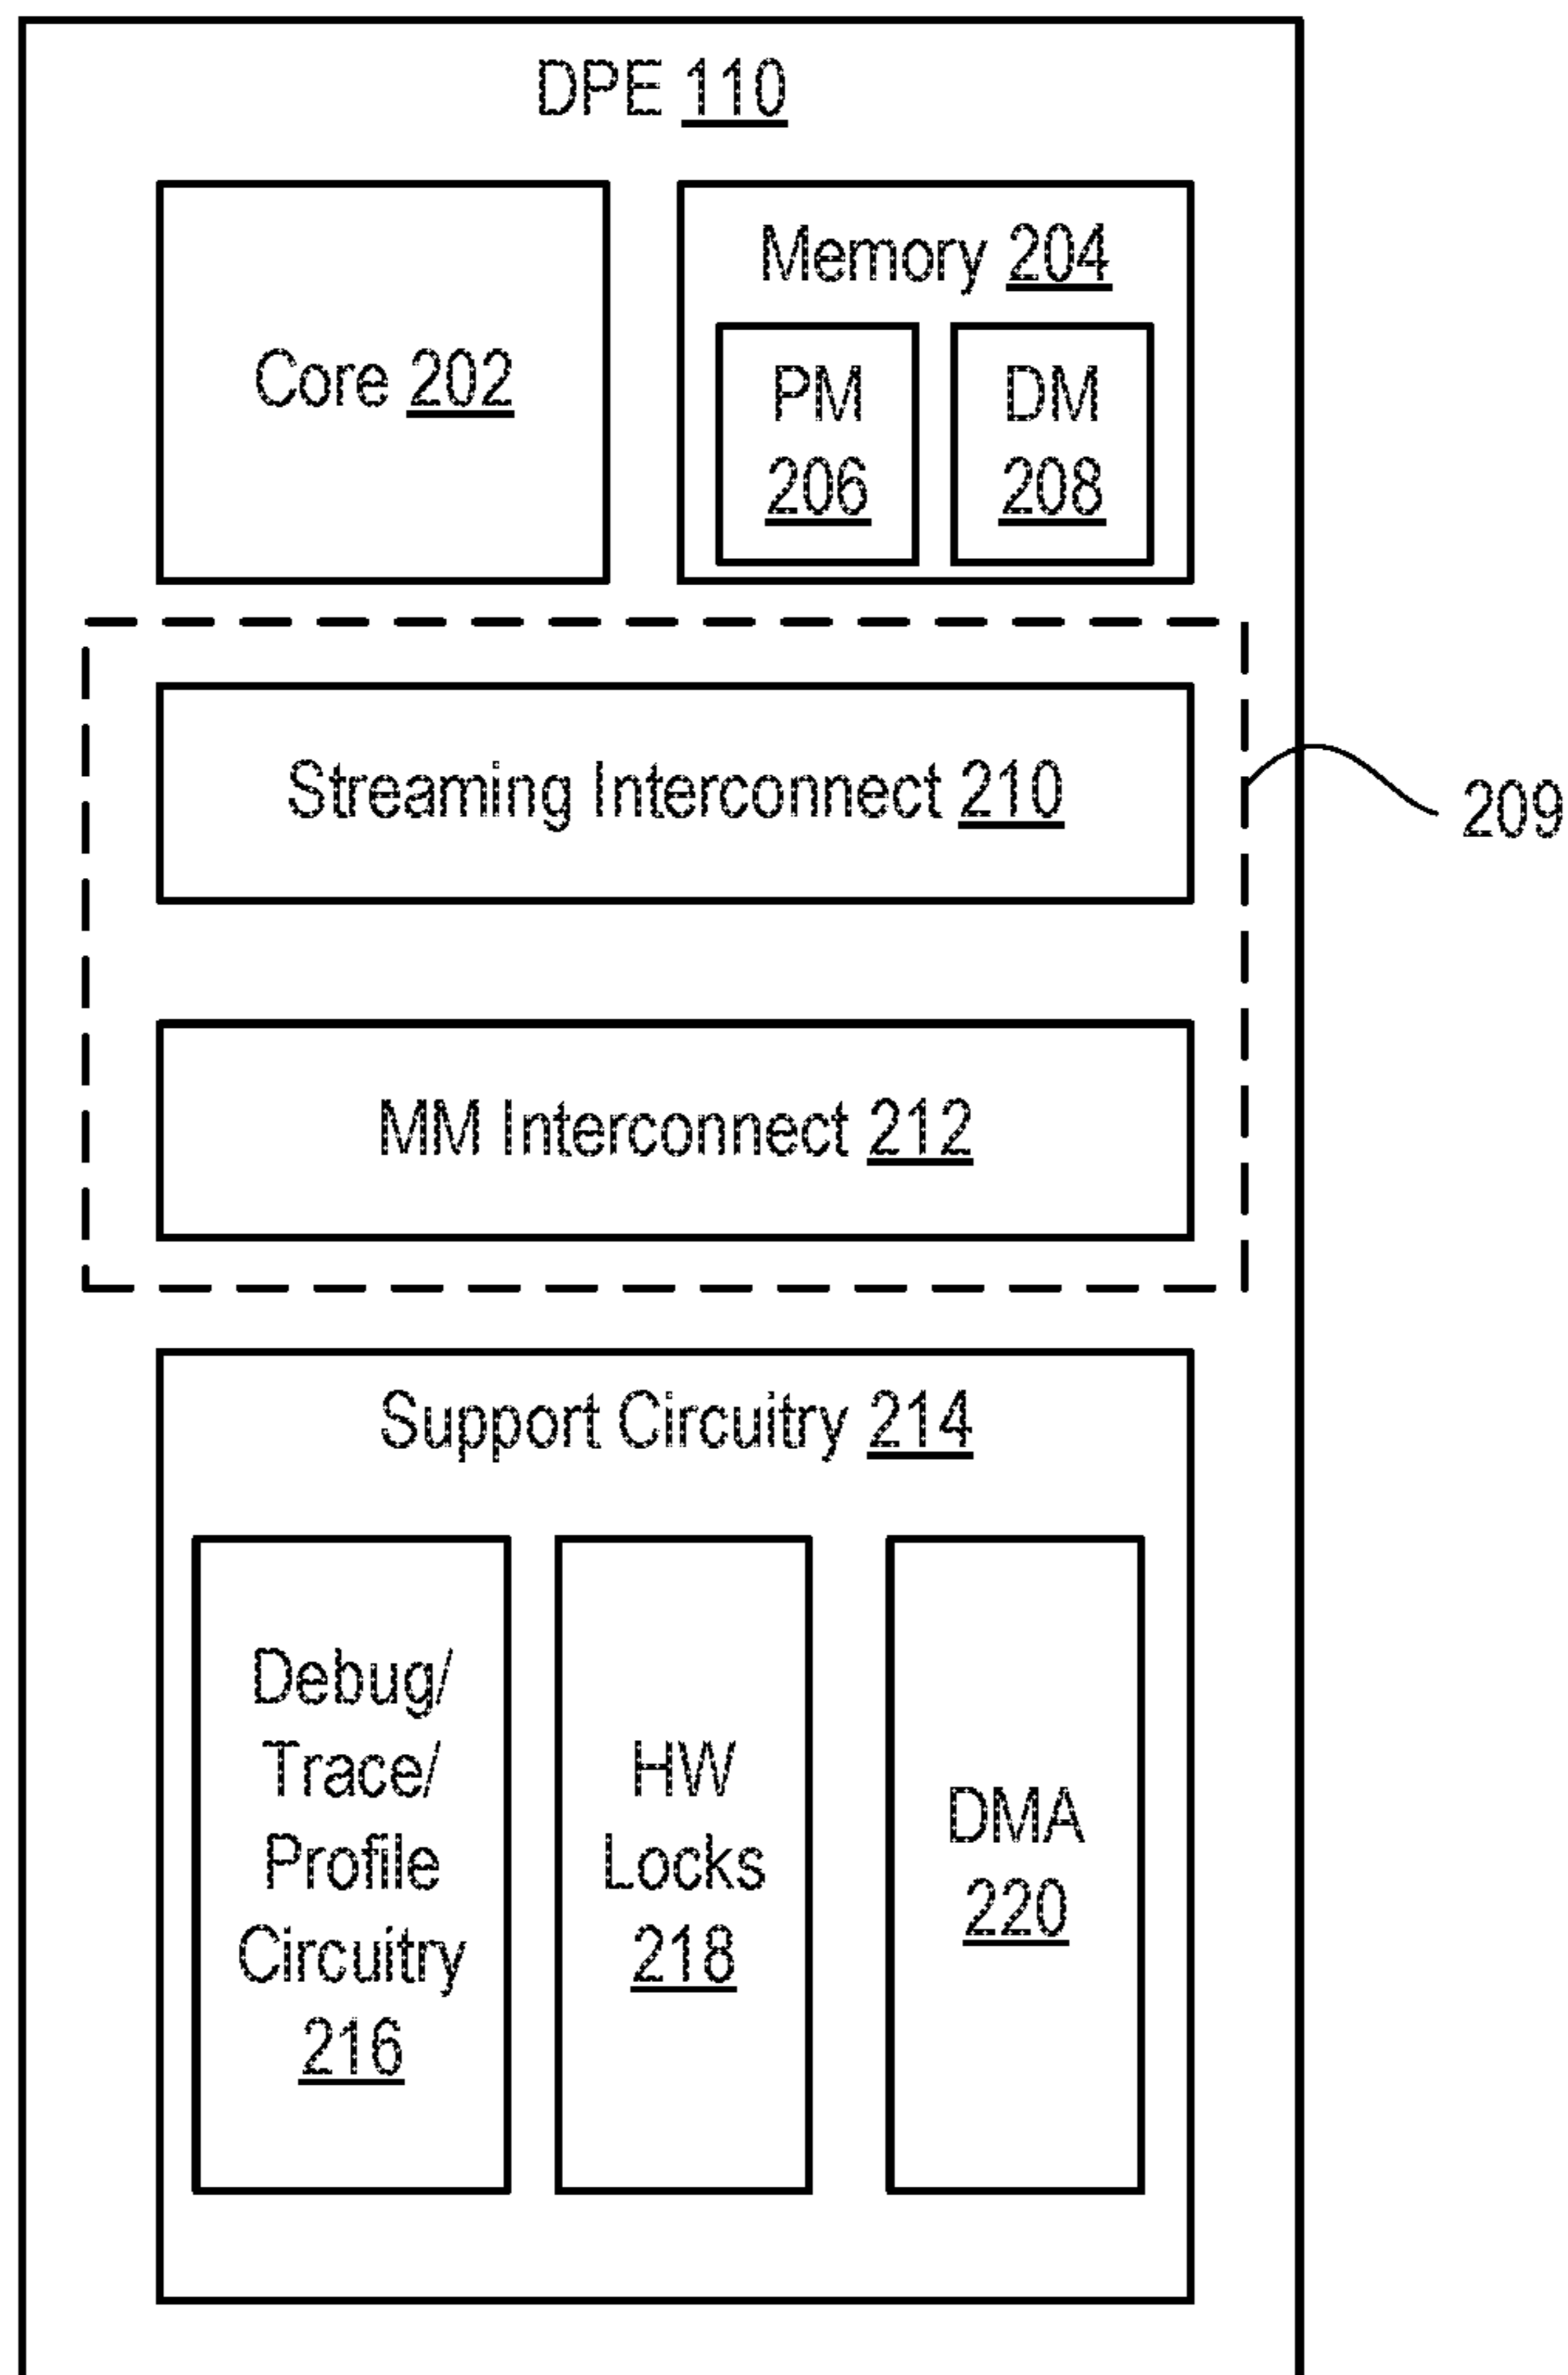 DPE 110
Core 202
Memory 204
PM
206
DM
208
Streaming Interconnect 210
209
MM Interconnect 212
Support Circuitry 214
Debug/
Trace/
Profile
Circuitry
216
HW
Locks
218
DMA
220